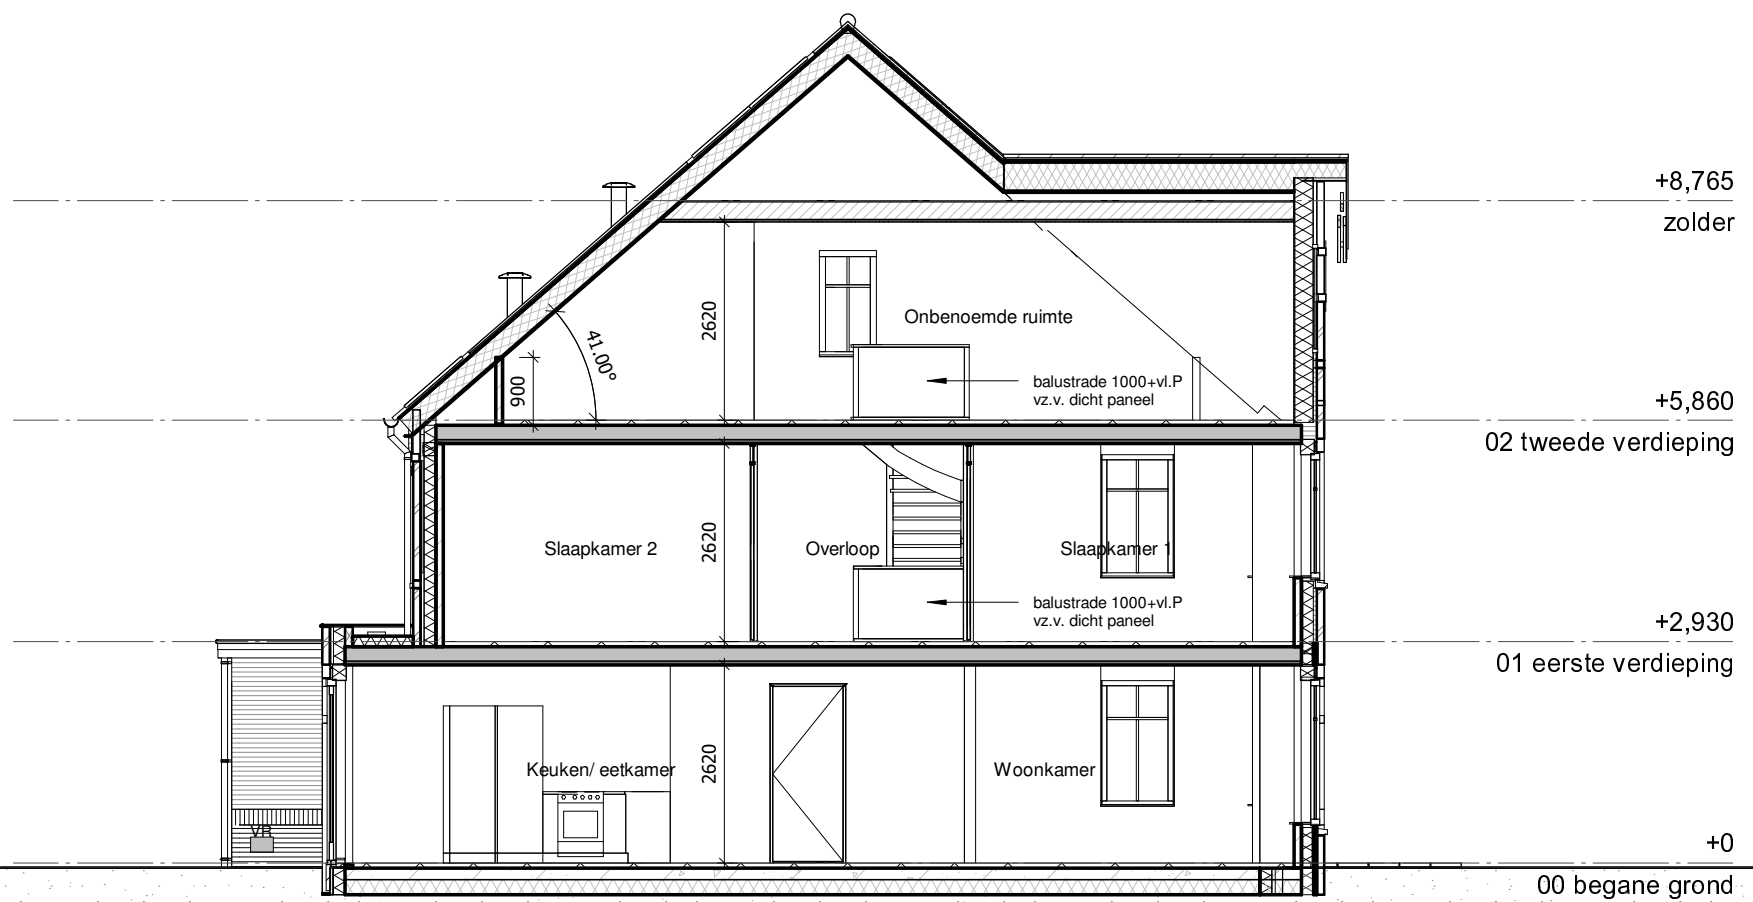 +8,765
zolder
2620
Onbenoemde ruimte
41.00°
900
balustrade 1000+vl.P
vz.v. dicht paneel
+5,860
02 tweede verdieping
2620
Slaapkamer 2
Overloop
Slaapkamer 1
balustrade 1000+vl.P
vz.v. dicht paneel
+2,930
01 eerste verdieping
2620
Keuken/ eetkamer
Woonkamer
VR
+0
00 begane grond